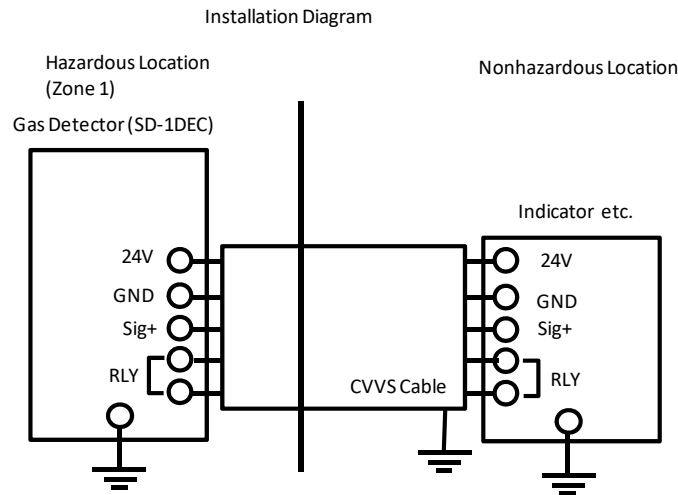 Installation Diagram
Hazardous Location
(Zone 1)
Nonhazardous Location
Gas Detector (SD-1DEC)
Indicator etc.
24V
GND
Sig+
RLY
CVVS Cable
24V
GND
Sig+
RLY